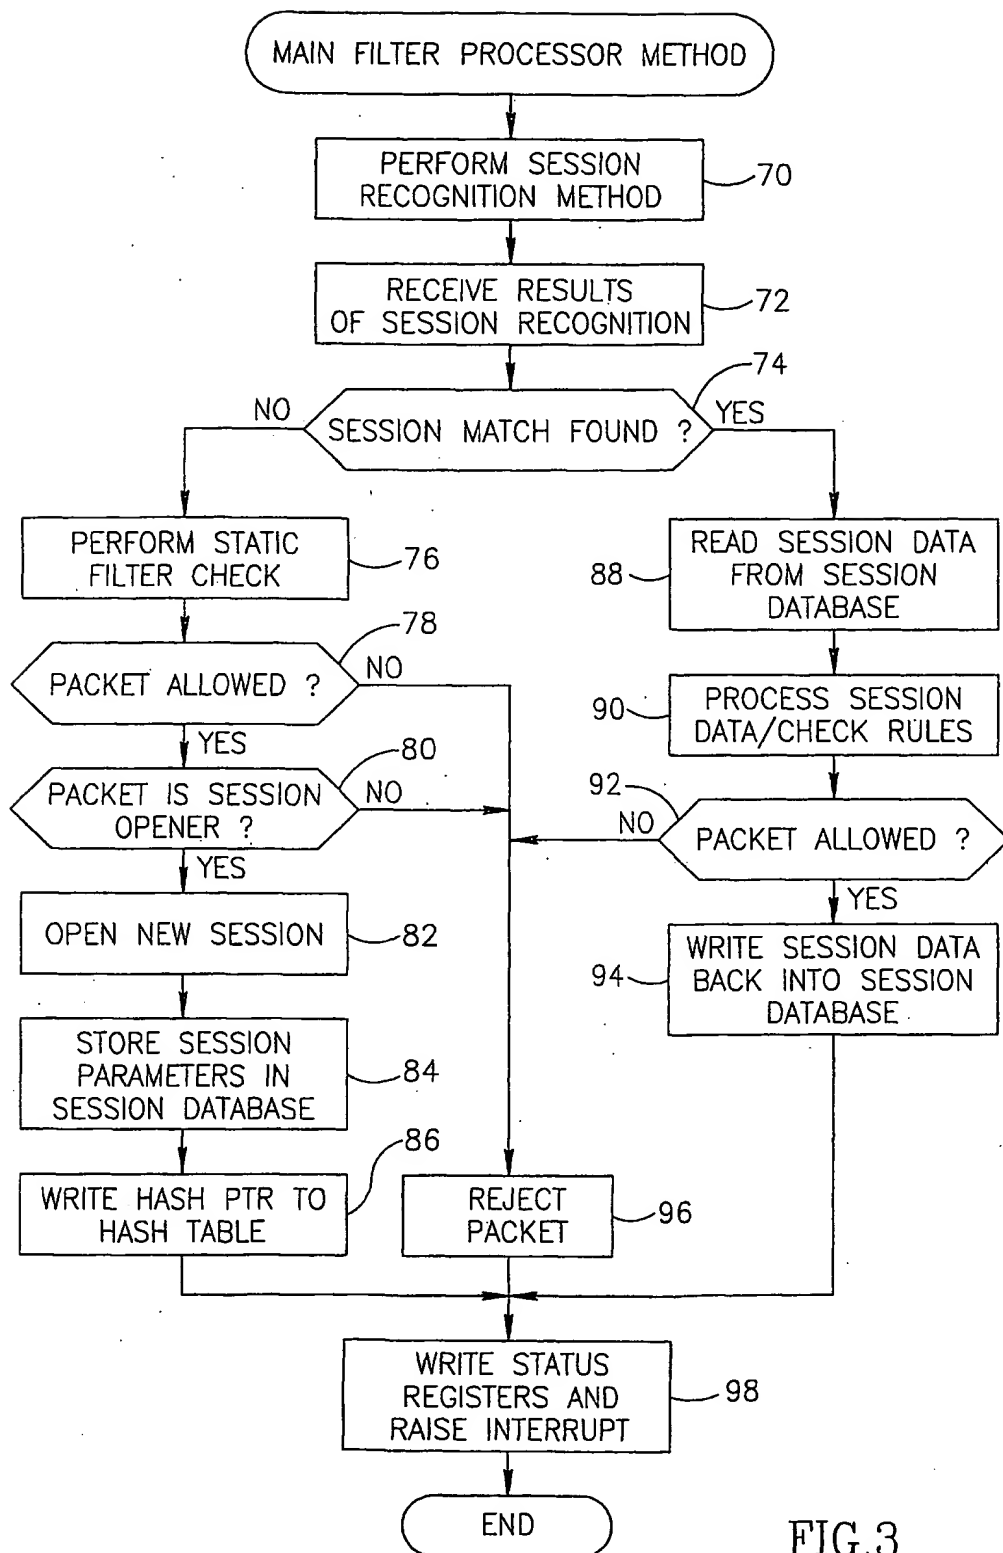 MAIN FILTER PROCESSOR METHOD
PERFORM SESSION
RECOGNITION METHOD
70
RECEIVE RESULTS
OF SESSION RECOGNITION
72
74
NO
SESSION MATCH FOUND ?
YES
PERFORM STATIC
FILTER CHECK
76
READ SESSION DATA
FROM SESSION
DATABASE
88
78
PACKET ALLOWED ?
NO
YES
PROCESS SESSION
DATA/CHECK RULES
90
80
PACKET IS SESSION
OPENER ?
NO
YES
92
NO
PACKET ALLOWED ?
YES
OPEN NEW SESSION
82
WRITE SESSION DATA
BACK INTO SESSION
DATABASE
94
STORE SESSION
PARAMETERS IN
SESSION DATABASE
84
86
WRITE HASH PTR TO
HASH TABLE
REJECT
PACKET
96
WRITE STATUS
REGISTERS AND
RAISE INTERRUPT
98
END
FIG.3